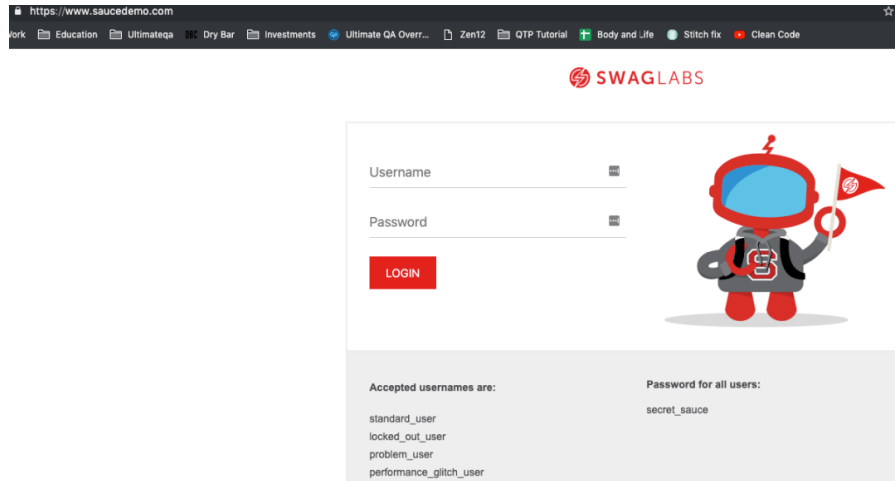 https://www.saucedemo.com
Work Education Ultimateqa DBC Dry Bar Investments Ultimate QA Overr... Zen12 QTP Tutorial Body and Life Stitch fix Clean Code
SWAGLABS
Username
Password
LOGIN
S
Accepted usernames are:
standard_user
locked_out_user
problem_user
performance_glitch_user
Password for all users:
secret_sauce